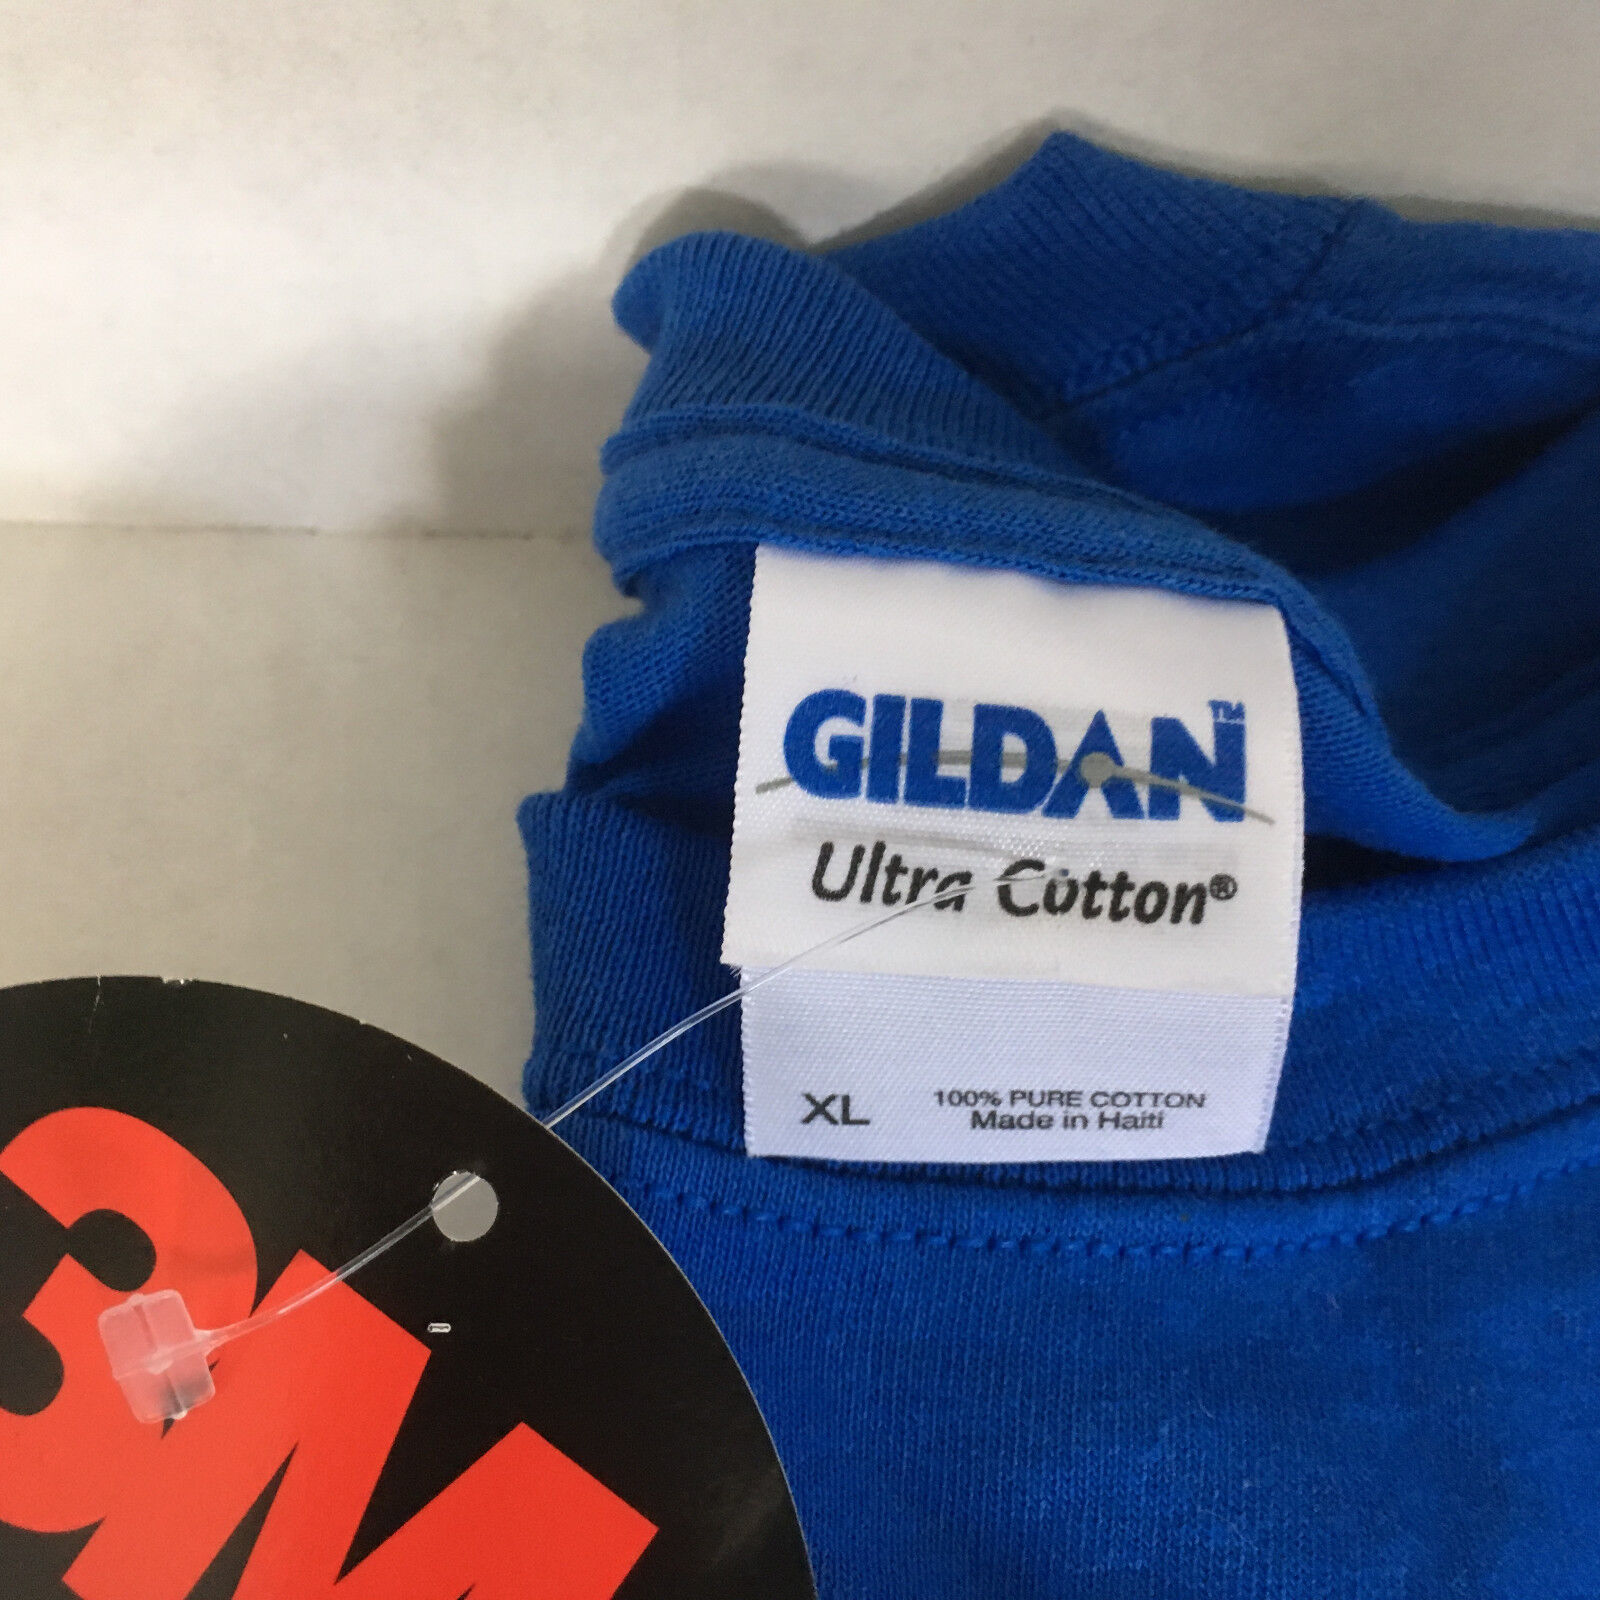 GILDAN™
Ultra Cotton®
XL
100% PURE COTTON
Made in Haiti
3M